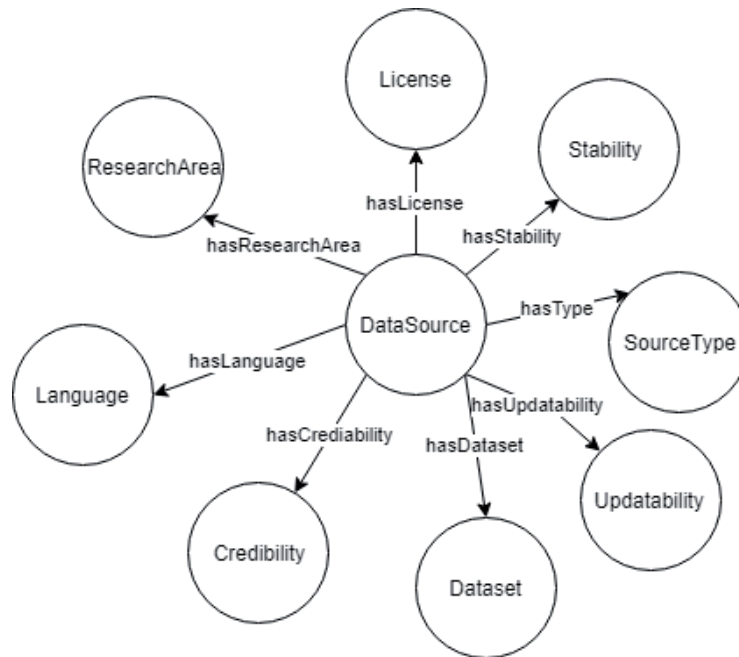 License
Stability
ResearchArea
hasLicense
hasStability
hasResearchArea
hasType
DataSource
SourceType
hasLanguage
Language
hasUpdatability
hasCrediability
hasDataset
Updatability
Credibility
Dataset